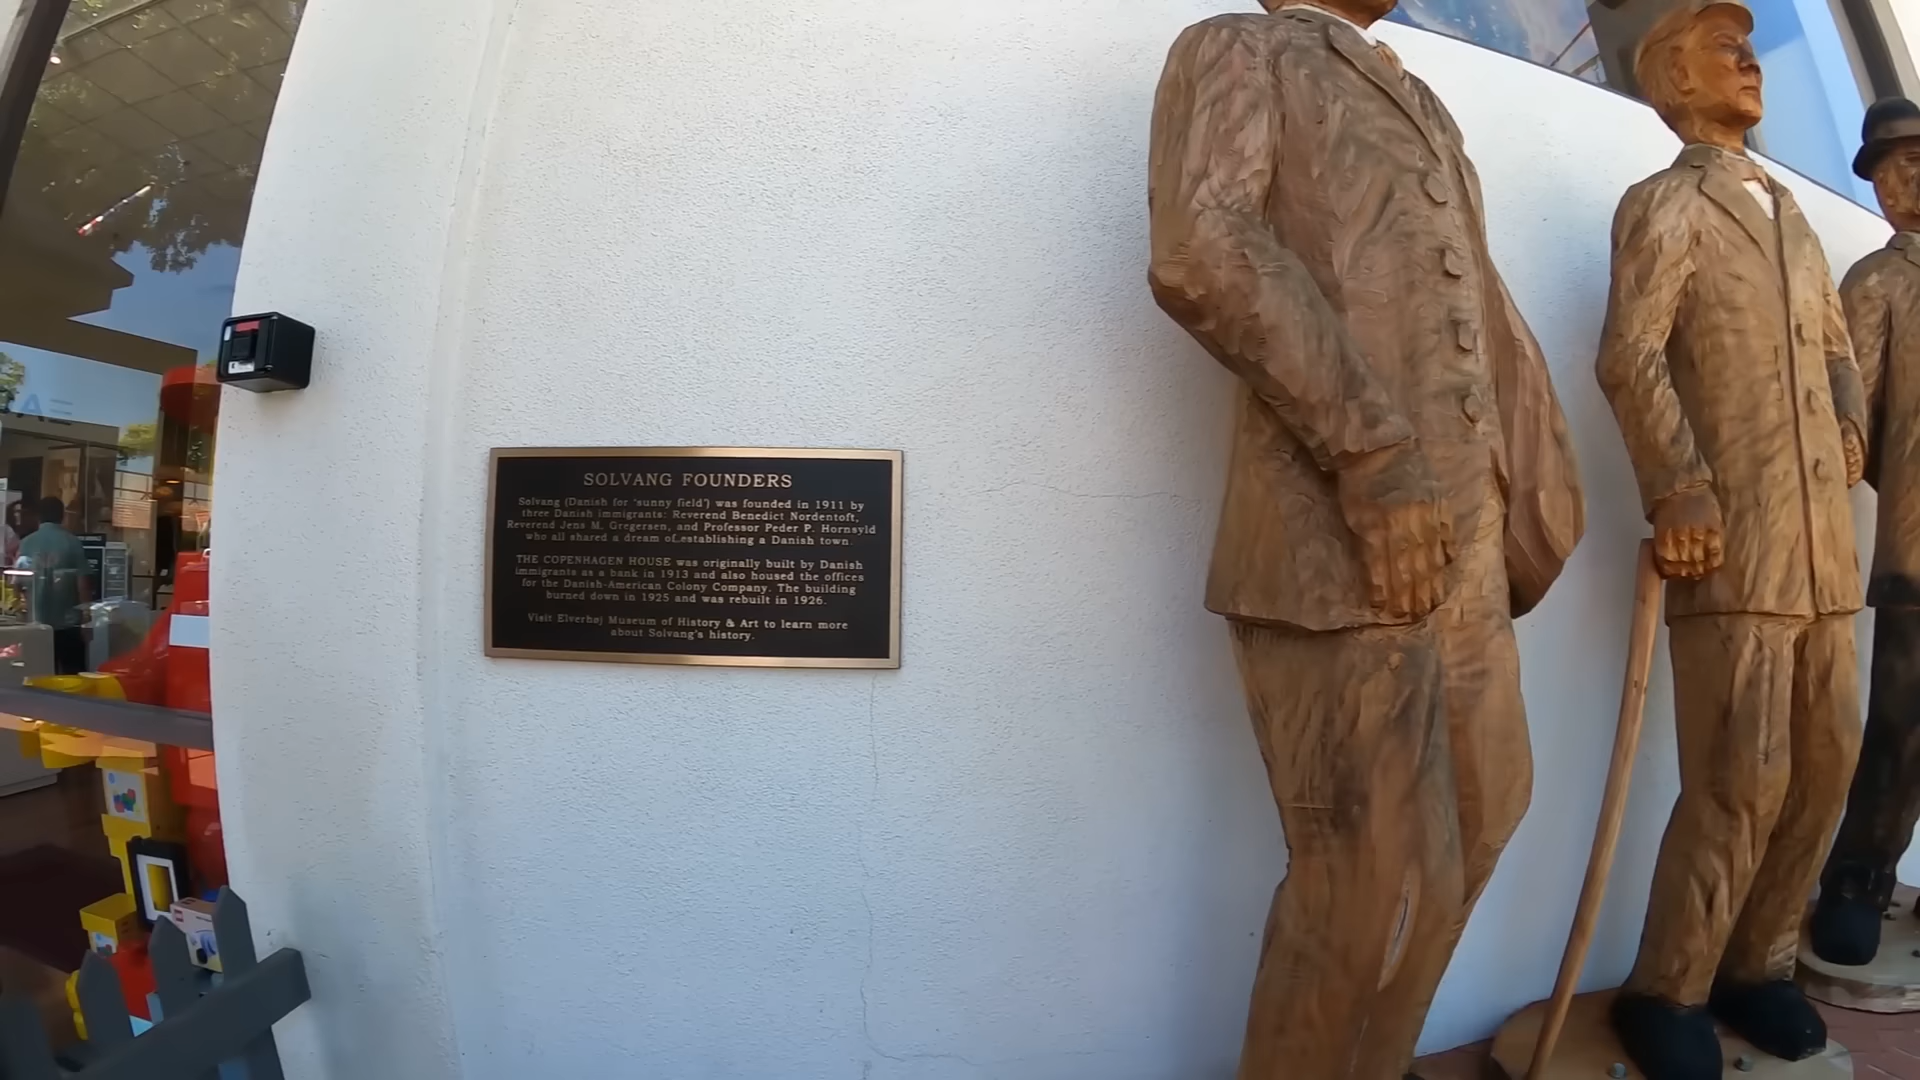 SOLVANG FOUNDERS
Solvang (Danish for 'sunny field') was founded in 1911 by
three Danish immigrants: Reverend Benedict Nordentoft,
Reverend Jens M. Gregersen, and Professor Peder P. Hornsyld
who all shared a dream of establishing a Danish town.
THE COPENHAGEN HOUSE was originally built by Danish
immigrants as a bank in 1913 and also housed the offices
for the Danish-American Colony Company. The building
burned down in 1925 and was rebuilt in 1926.
Visit Elverhøj Museum of History & Art to learn more
about Solvang's history.